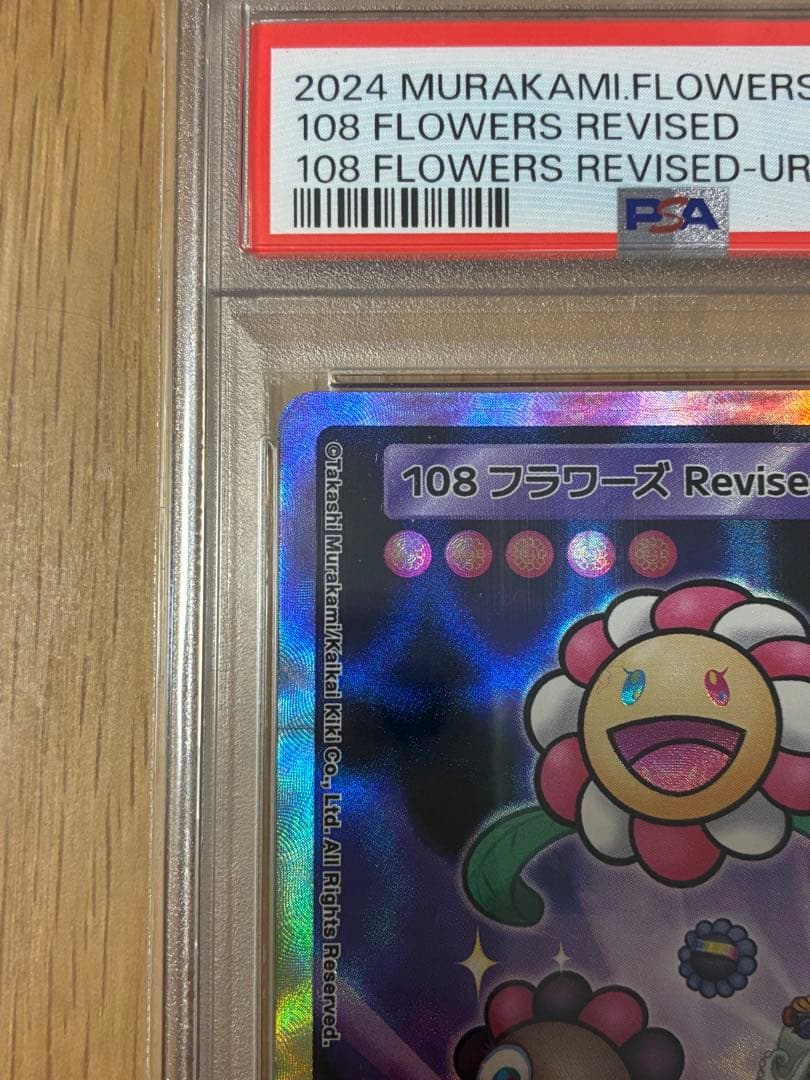 2024 MURAKAMI.FLOWERS
108 FLOWERS REVISED
108 FLOWERS REVISED-UR
PSA
108 フラワーズ Revise
©Takashi Murakami/Kaikai Kiki Co., Ltd. All Rights Reserved.